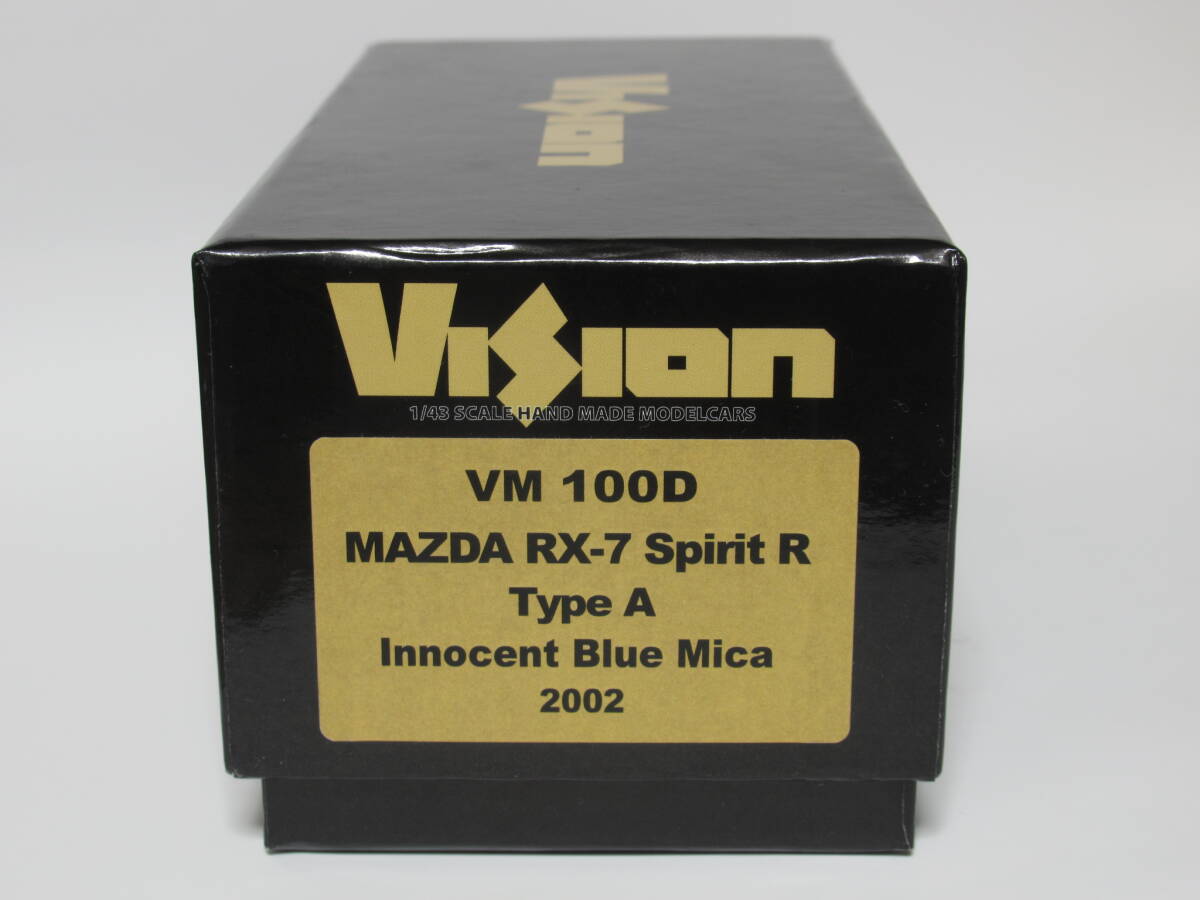 Vision
Vision
1/43 SCALE HAND MADE MODELCARS
VM 100D
MAZDA RX-7 Spirit R
Type A
Innocent Blue Mica
2002